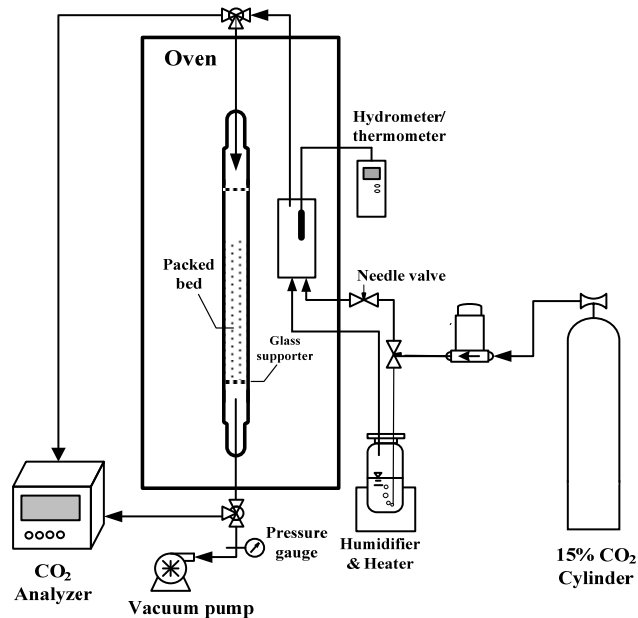 Oven
Hydrometer/
thermometer
Needle valve
Packed
bed
Glass
supporter
Pressure
gauge
Humidifier
& Heater
15% CO₂
Cylinder
CO₂
Analyzer
Vacuum pump